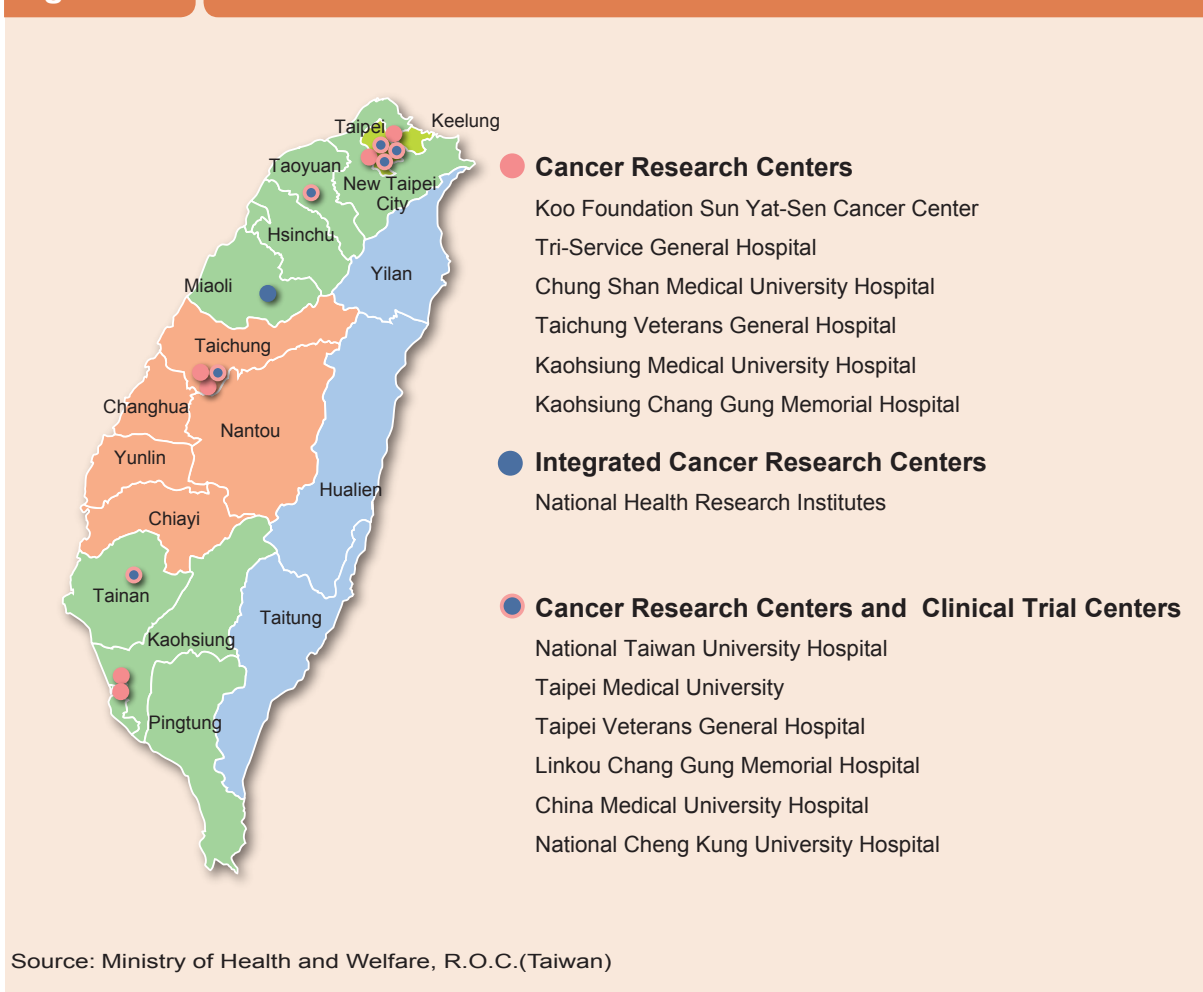 Taipei
Keelung
Taoyuan
New Taipei
City
Hsinchu
Miaoli
Yilan
Taichung
Changhua
Nantou
Yunlin
Hualien
Chiayi
Tainan
Taitung
Kaohsiung
Pingtung
Cancer Research Centers
Koo Foundation Sun Yat-Sen Cancer Center
Tri-Service General Hospital
Chung Shan Medical University Hospital
Taichung Veterans General Hospital
Kaohsiung Medical University Hospital
Kaohsiung Chang Gung Memorial Hospital
Integrated Cancer Research Centers
National Health Research Institutes
Cancer Research Centers and Clinical Trial Centers
National Taiwan University Hospital
Taipei Medical University
Taipei Veterans General Hospital
Linkou Chang Gung Memorial Hospital
China Medical University Hospital
National Cheng Kung University Hospital
Source: Ministry of Health and Welfare, R.O.C.(Taiwan)